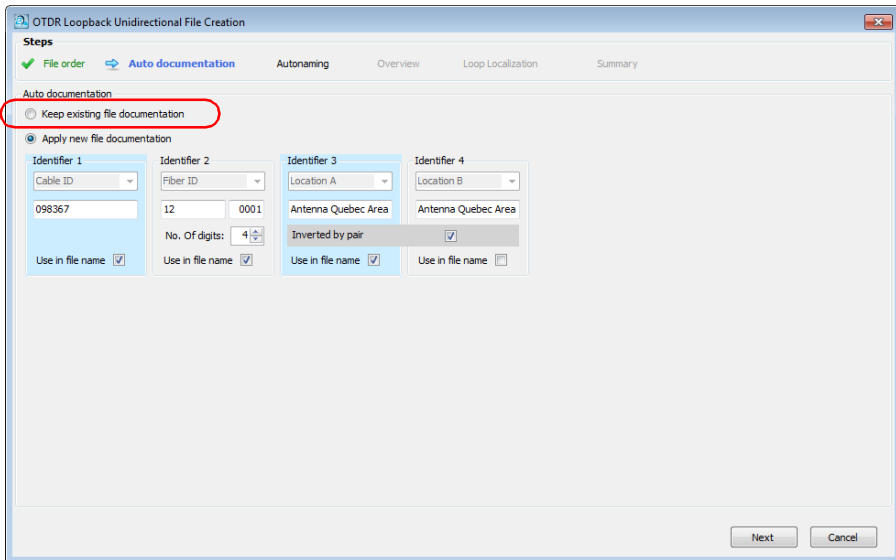 OTDR Loopback Unidirectional File Creation
Steps
File order Auto documentation Autonaming Overview Loop Localization Summary
Auto documentation
Keep existing file documentation
Apply new file documentation
Identifier 1 Identifier 2 Identifier 3 Identifier 4
Cable ID Fiber ID Location A Location B
098367 12 0001 Antenna Quebec Area Antenna Quebec Area
No. Of digits: 4 Inverted by pair
Use in file name Use in file name Use in file name Use in file name
Next Cancel